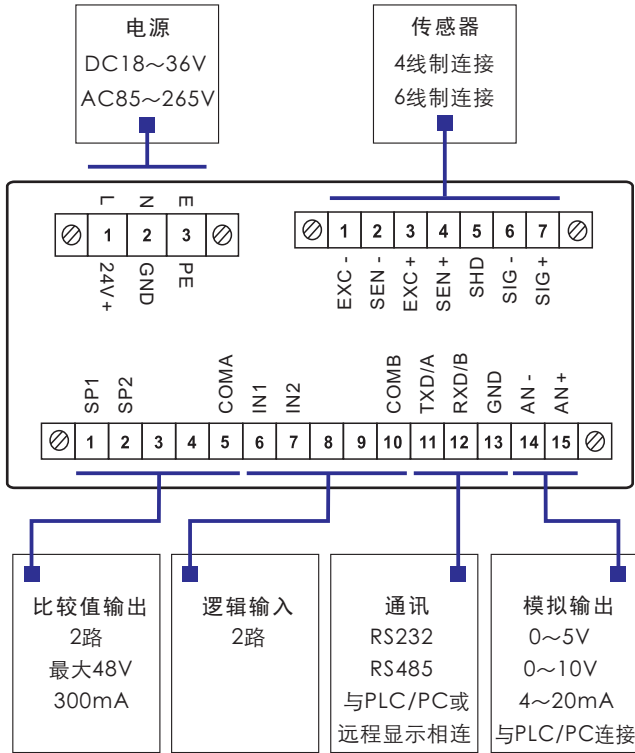 电源
DC18～36V
AC85～265V
传感器
4线制连接
6线制连接
L N E
1 2 3
24V+ GND PE
1 2 3 4 5 6 7
EXC - SEN - EXC+ SEN+ SHD SIG - SIG+
SP1 SP2 COMA IN1 IN2 COMB TXD/A RXD/B GND AN - AN+
1 2 3 4 5 6 7 8 9 10 11 12 13 14 15
比较值输出
2路
最大48V
300mA
逻辑输入
2路
通讯
RS232
RS485
与PLC/PC或
远程显示相连
模拟输出
0～5V
0～10V
4～20mA
与PLC/PC连接